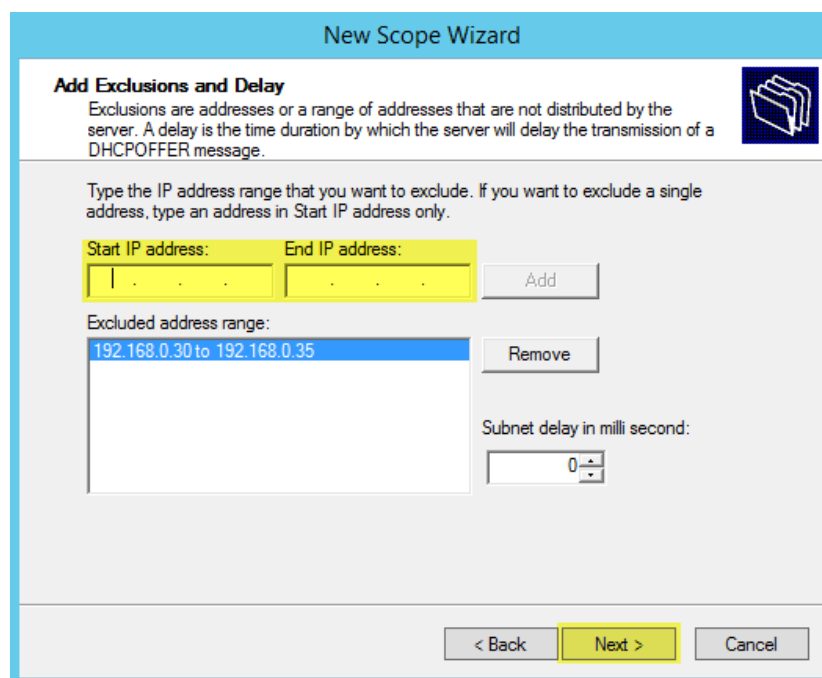 New Scope Wizard
Add Exclusions and Delay
Exclusions are addresses or a range of addresses that are not distributed by the
server. A delay is the time duration by which the server will delay the transmission of a
DHCPOFFER message.
Type the IP address range that you want to exclude. If you want to exclude a single
address, type an address in Start IP address only.
Start IP address: End IP address:
. . . . . . Add
Excluded address range:
192.168.0.30 to 192.168.0.35 Remove
Subnet delay in milli second:
0
< Back Next > Cancel